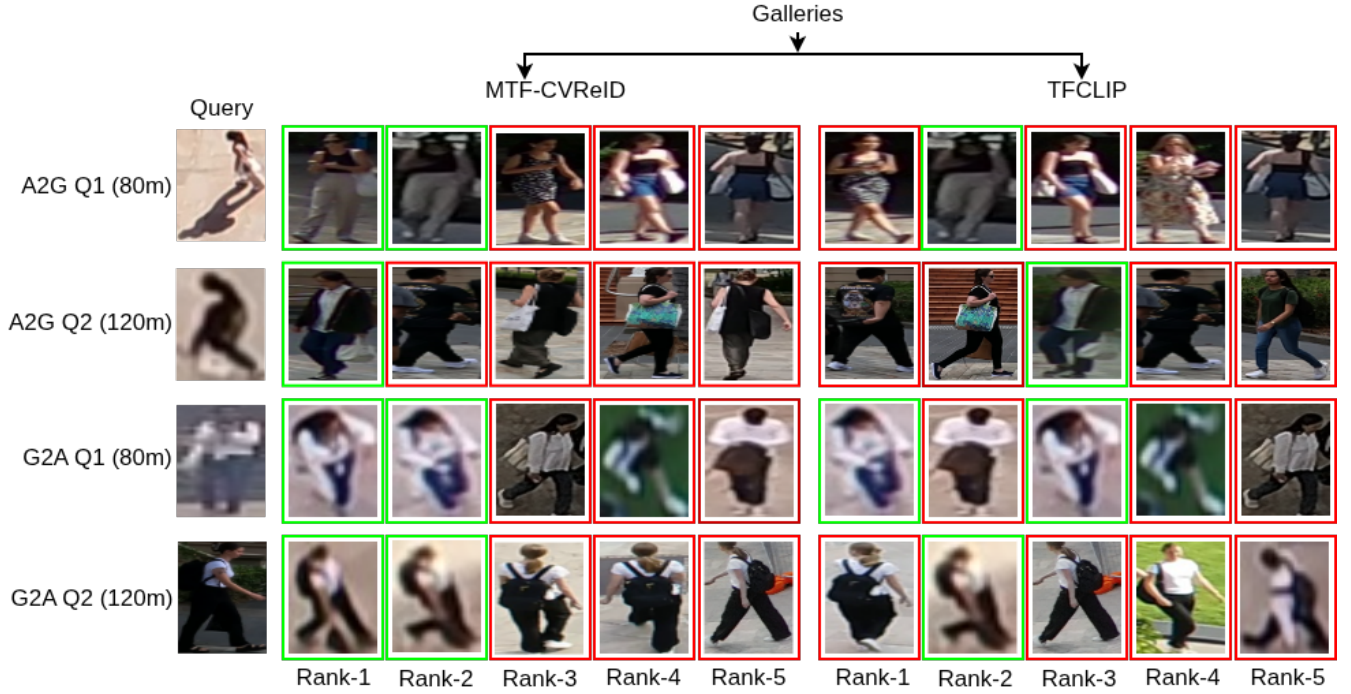 Galleries
MTF-CVReID
TFCLIP
Query
A2G Q1 (80m)
A2G Q2 (120m)
G2A Q1 (80m)
G2A Q2 (120m)
Rank-1 Rank-2 Rank-3 Rank-4 Rank-5 Rank-1 Rank-2 Rank-3 Rank-4 Rank-5